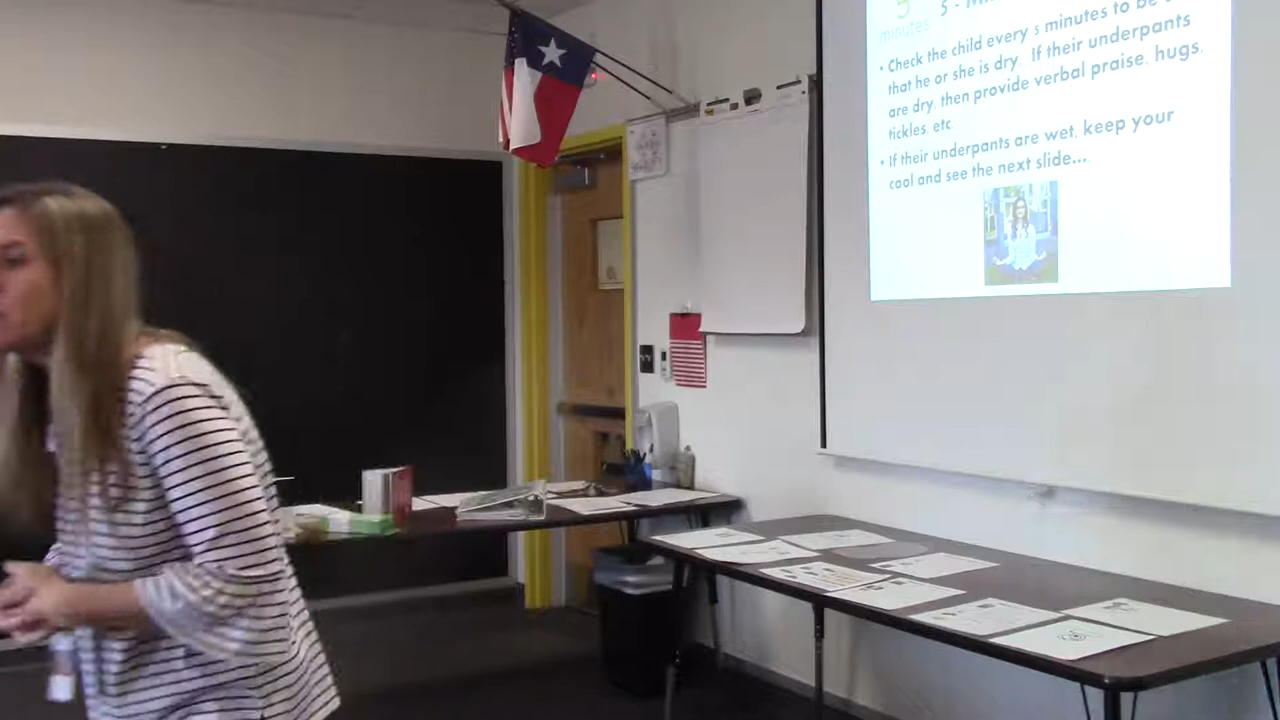 5 - Mi
minutes
• Check the child every 5 minutes to be
that he or she is dry. If their underpants
are dry, then provide verbal praise, hugs,
tickles, etc.
• If their underpants are wet, keep your
cool and see the next slide...